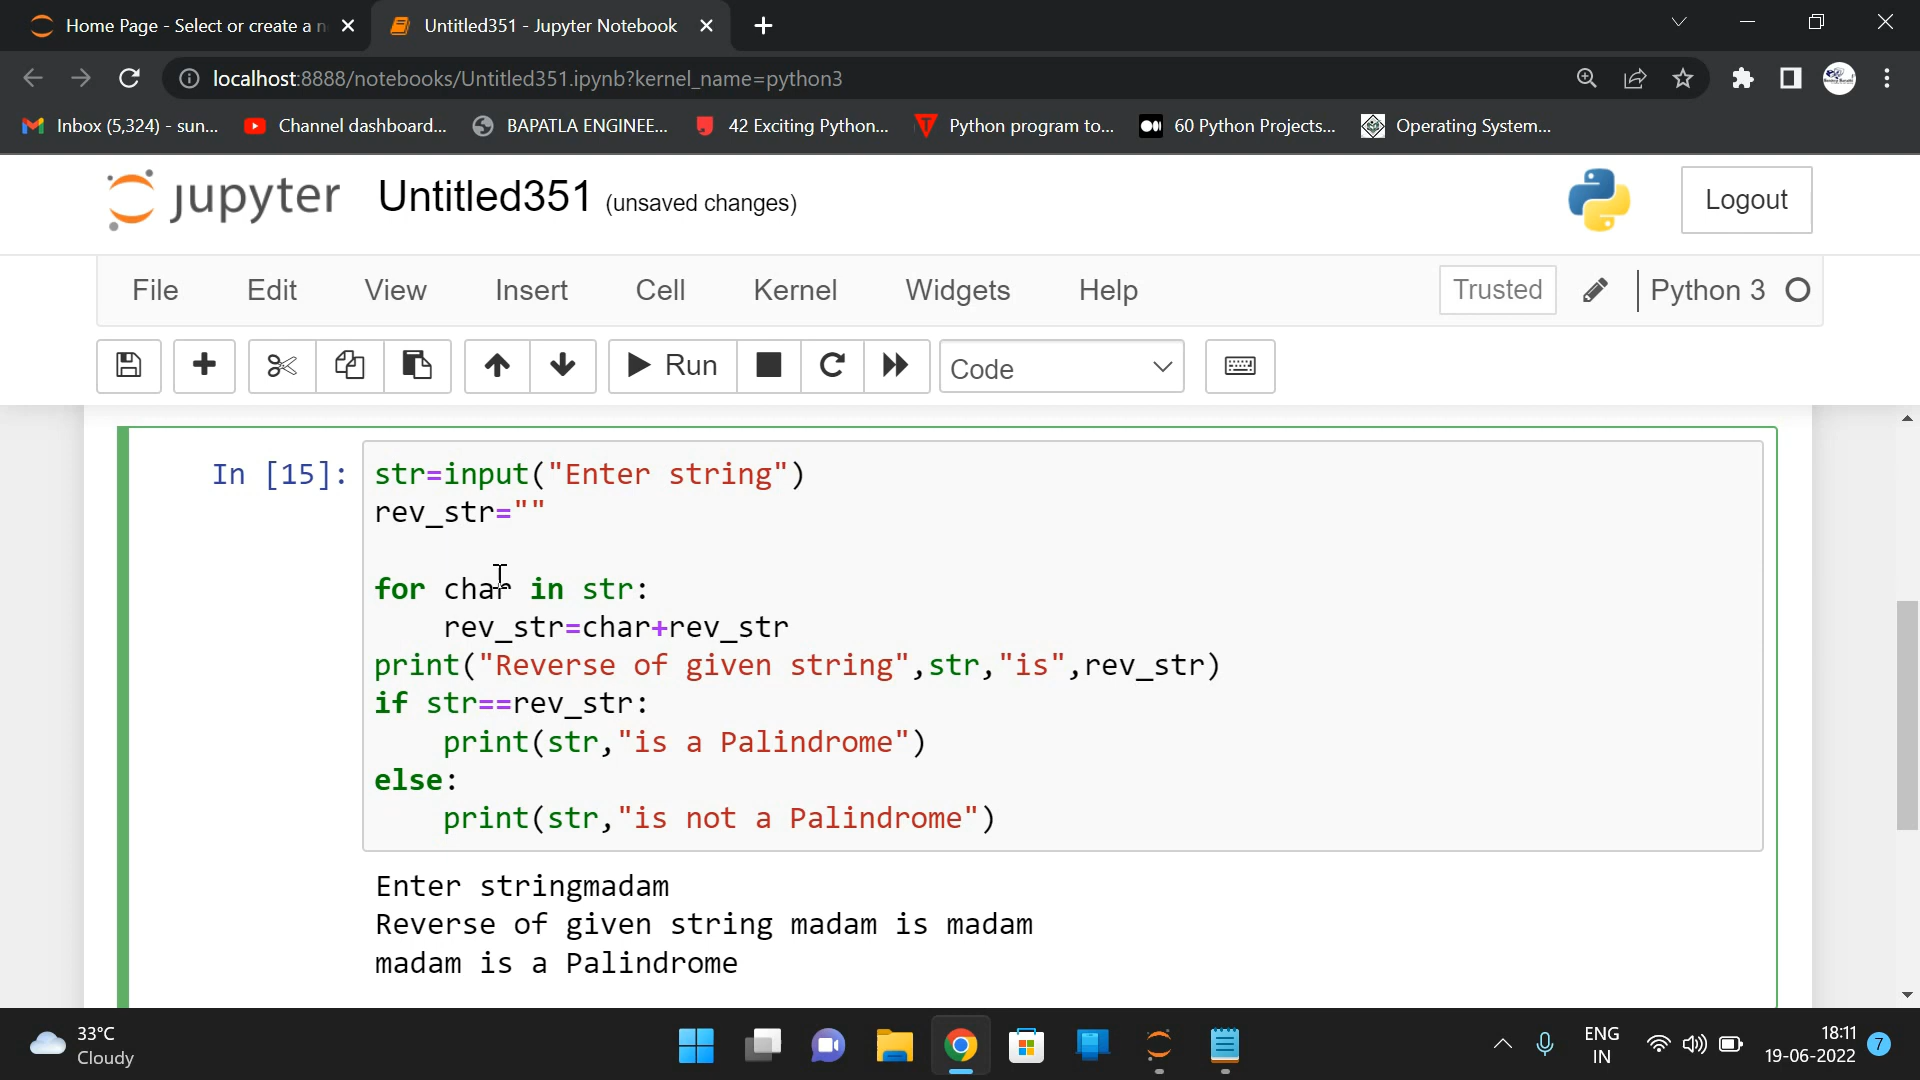 Home Page - Select or create a n
Untitled351 - Jupyter Notebook
localhost:8888/notebooks/Untitled351.ipynb?kernel_name=python3
Inbox (5,324) - sun...
Channel dashboard...
BAPATLA ENGINEE...
42 Exciting Python...
Python program to...
60 Python Projects...
Operating System...
jupyter Untitled351 (unsaved changes)
Logout
File Edit View Insert Cell Kernel Widgets Help
Trusted
Python 3
Run
Code
In [15]:
str=input("Enter string")
rev_str=""
for char in str:
    rev_str=char+rev_str
print("Reverse of given string",str,"is",rev_str)
if str==rev_str:
    print(str,"is a Palindrome")
else:
    print(str,"is not a Palindrome")
Enter stringmadam
Reverse of given string madam is madam
madam is a Palindrome
33°C
Cloudy
ENG
IN
18:11
19-06-2022
7